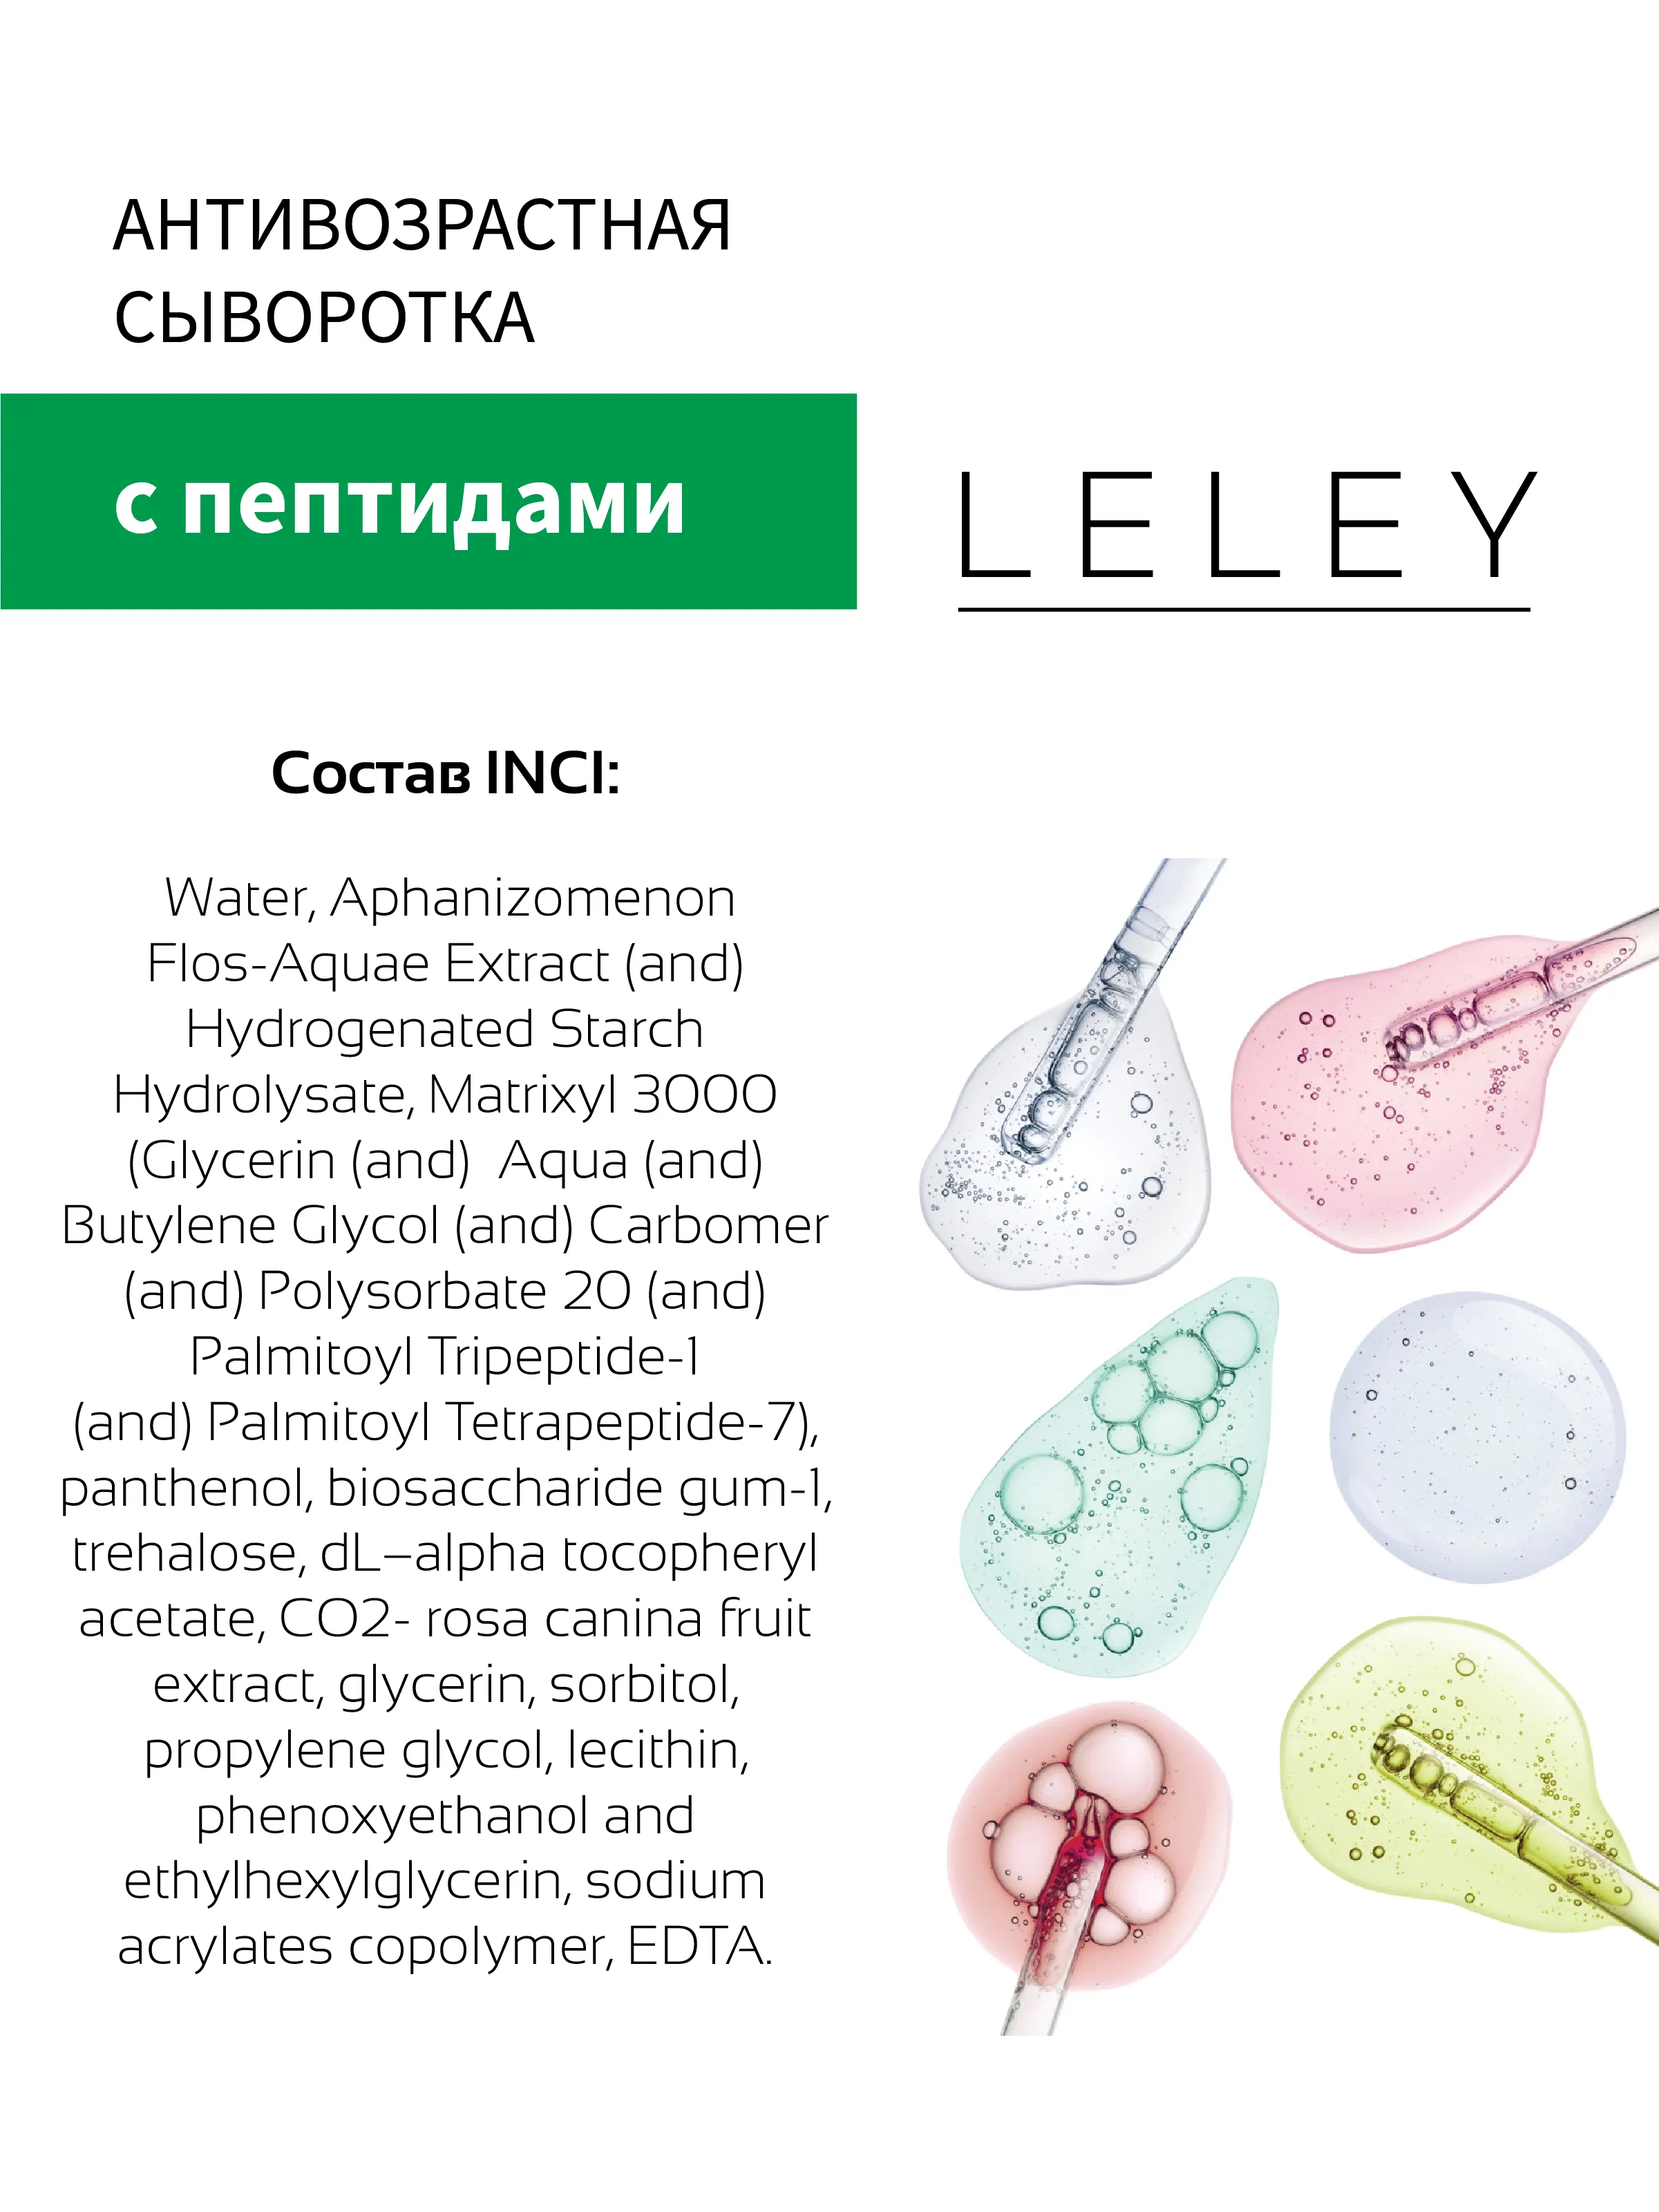 АНТИВОЗРАСТНАЯ
СЫВОРОТКА
с пептидами
LELEY
Состав INCI:
Water, Aphanizomenon
Flos-Aquae Extract (and)
Hydrogenated Starch
Hydrolysate, Matrixyl 3000
(Glycerin (and)  Aqua (and)
Butylene Glycol (and) Carbomer
(and) Polysorbate 20 (and)
Palmitoyl Tripeptide-1
(and) Palmitoyl Tetrapeptide-7),
panthenol, biosaccharide gum-1,
trehalose, dL–alpha tocopheryl
acetate, CO2- rosa canina fruit
extract, glycerin, sorbitol,
propylene glycol, lecithin,
phenoxyethanol and
ethylhexylglycerin, sodium
acrylates copolymer, EDTA.